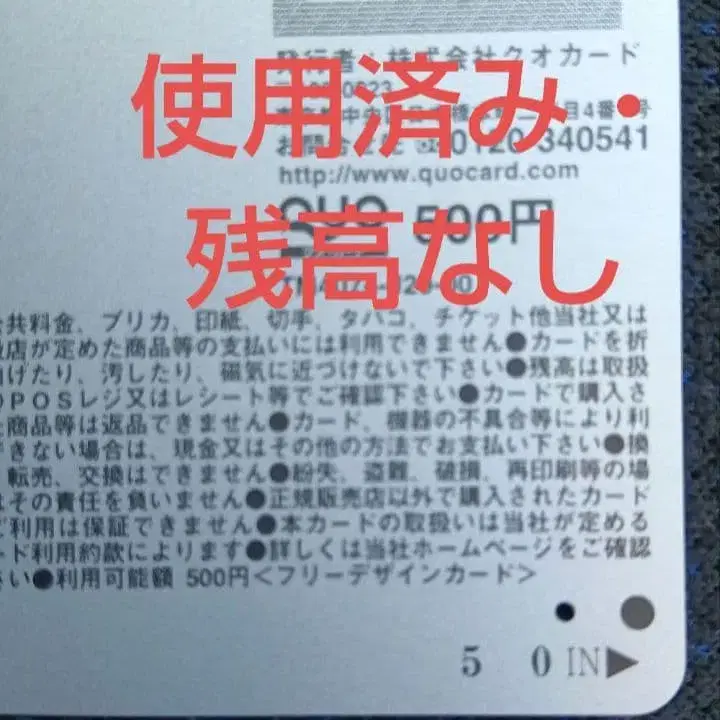 発行者:株式会社クオカード
使用済み・
0120-340541
http://www.quocard.com
QUO 500円
残高なし
公共料金、プリカ、印紙、切手、タバコ、チケット他当社又は
扱店が定めた商品等の支払いには利用できません●カードを折
曲げたり、汚したり、磁気に近づけないで下さい●残高は取扱
POSレジ又はレシート等でご確認下さい●カードで購入さ
た商品等は返品できません●カード、機器の不具合等により利
できない場合は、現金又はその他の方法でお支払い下さい●換
転売、交換はできません●紛失、盗難、破損、再印刷等の場
はその責任を負いません●正規販売店以外で購入されたカード
ご利用は保証できません●本カードの取扱いは当社が定める
ード利用約款によります●詳しくは当社ホームページをご確認
さい●利用可能額 500円<フリーデザインカード>
5 0 IN▶